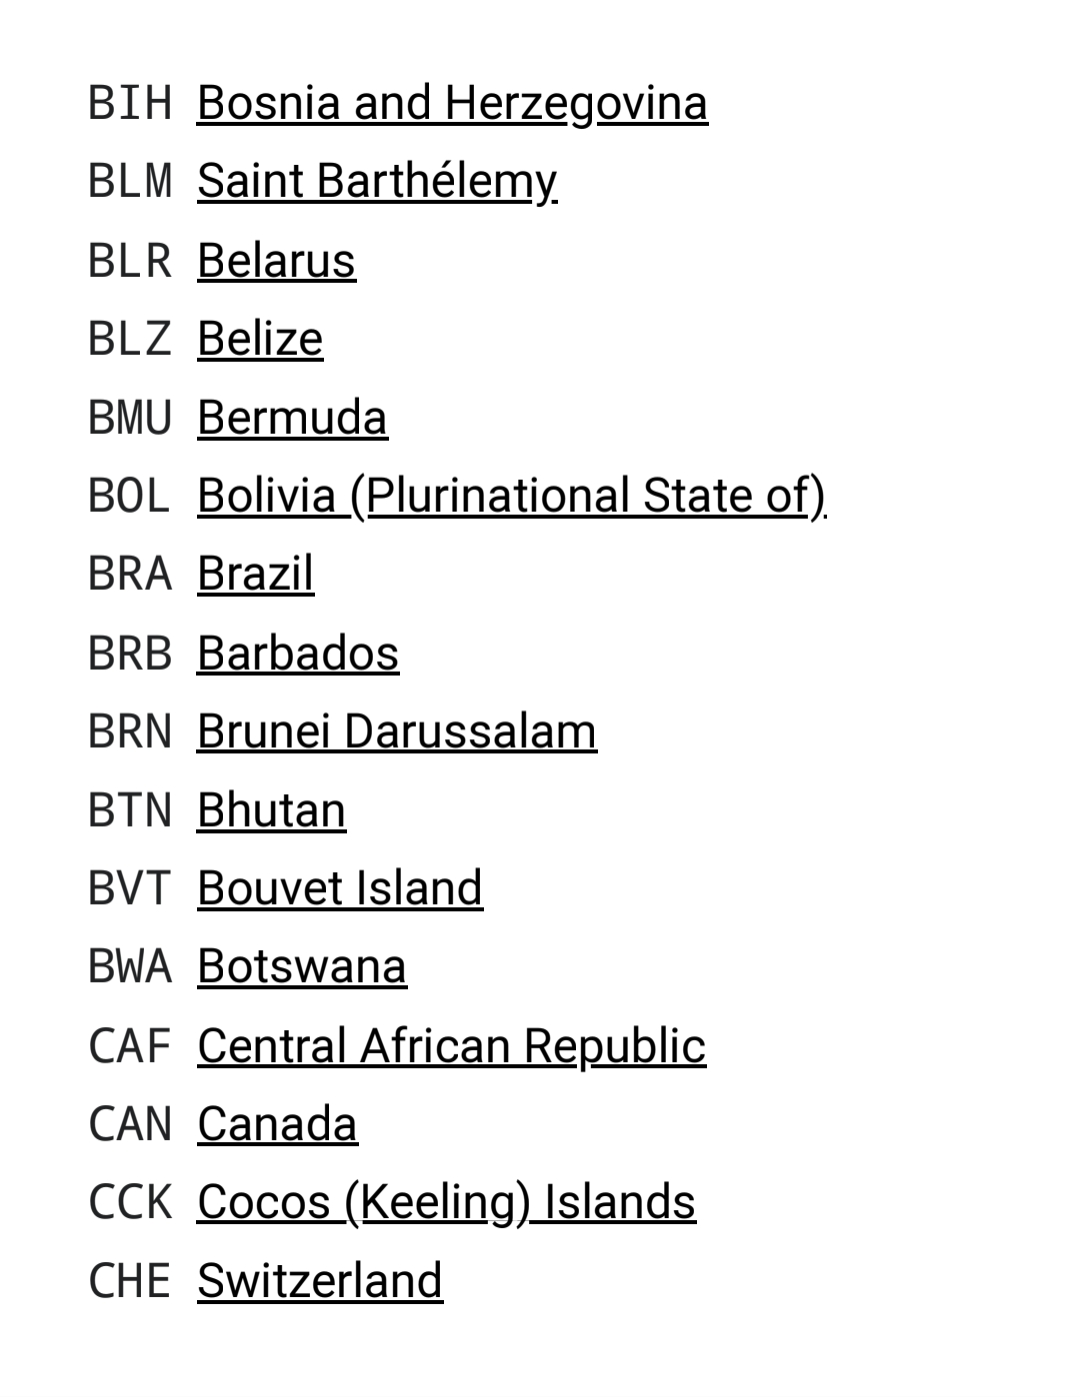 BIH Bosnia and Herzegovina
BLM Saint Barthélemy
BLR Belarus
BLZ Belize
BMU Bermuda
BOL Bolivia (Plurinational State of)
BRA Brazil
BRB Barbados
BRN Brunei Darussalam
BTN Bhutan
BVT Bouvet Island
BWA Botswana
CAF Central African Republic
CAN Canada
CCK Cocos (Keeling) Islands
CHE Switzerland